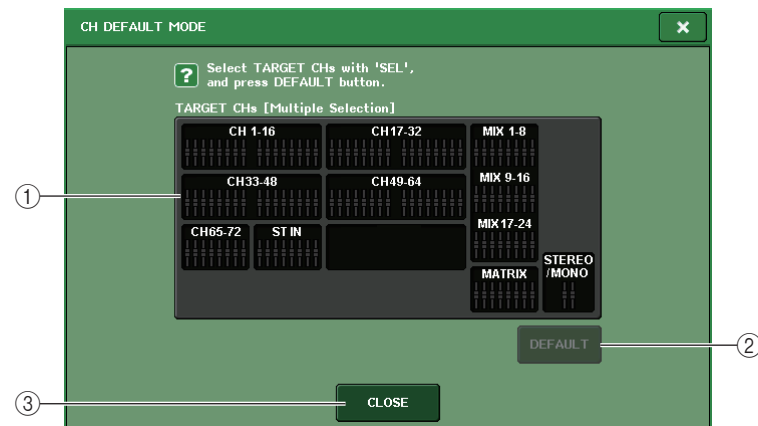 CH DEFAULT MODE
×
? Select TARGET CHs with 'SEL',
and press DEFAULT button.
TARGET CHs [Multiple Selection]
CH 1-16
CH17-32
MIX 1-8
CH33-48
CH49-64
MIX 9-16
①
CH65-72
ST IN
MIX17-24
MATRIX
STEREO
/MONO
DEFAULT
②
③
CLOSE